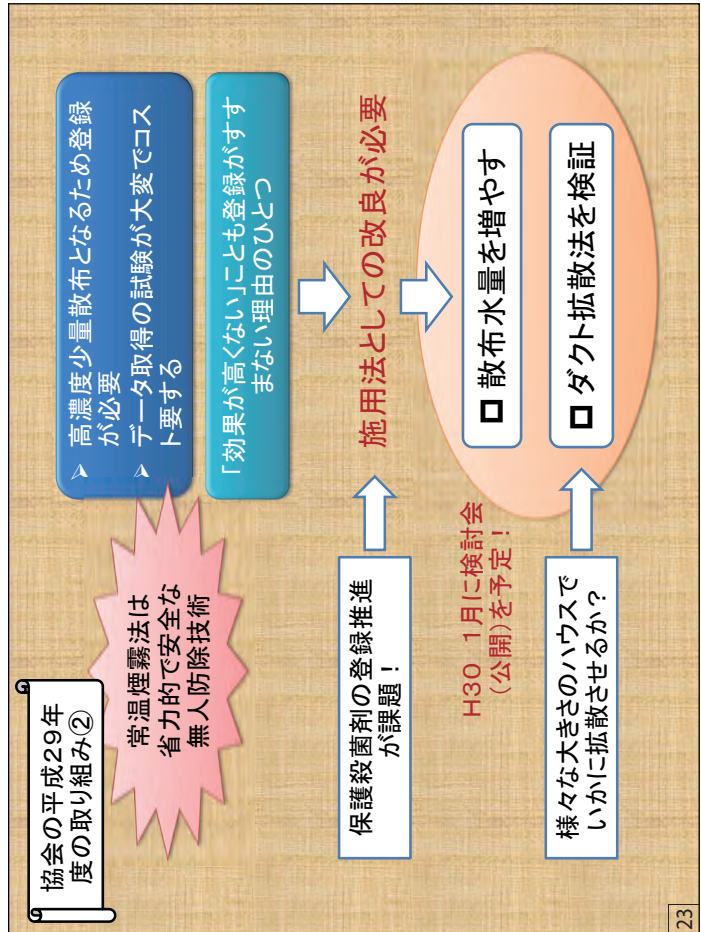 協会の平成29年
度の取り組み②
常温煙霧法は
省力的で安全な
無人防除技術
➢ 高濃度少量散布となるため登録
が必要
➢ データ取得の試験が大変でコス
ト要する
「効果が高くない」ことも登録がすす
まない理由のひとつ
保護殺菌剤の登録推進
が課題！
施用法としての改良が必要
H30 1月に検討会
（公開）を予定！
様々な大きさのハウスで
いかに拡散させるか？
□ 散布水量を増やす
□ ダクト拡散法を検証
23